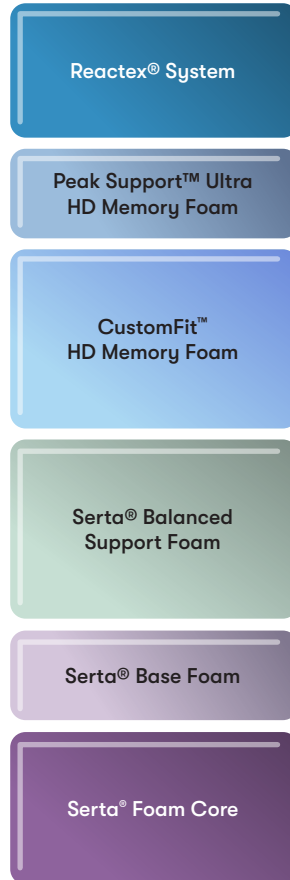 Reactex® System
Peak Support™ Ultra
HD Memory Foam
CustomFit™
HD Memory Foam
Serta® Balanced
Support Foam
Serta® Base Foam
Serta® Foam Core